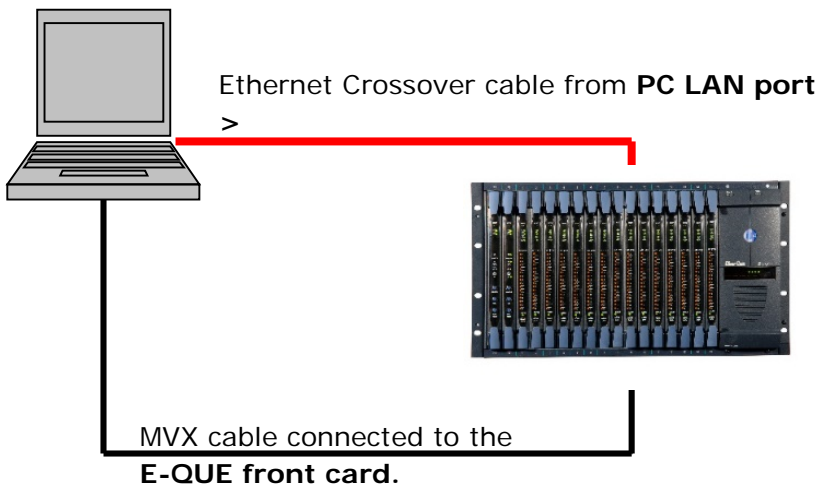 Ethernet Crossover cable from PC LAN port
>
MVX cable connected to the
E-QUE front card.